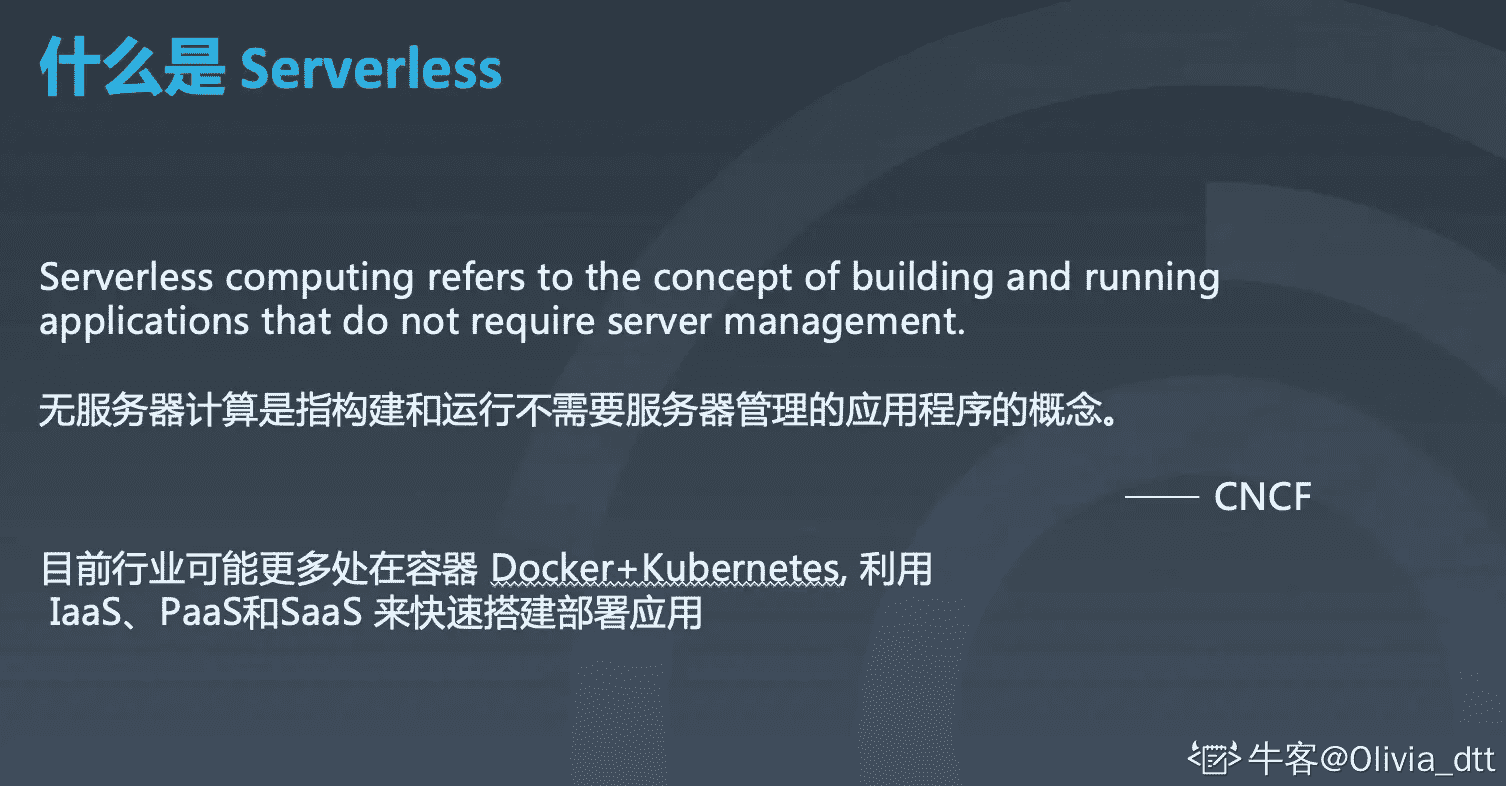 什么是 Serverless
Serverless computing refers to the concept of building and running
applications that do not require server management.
无服务器计算是指构建和运行不需要服务器管理的应用程序的概念。
—— CNCF
目前行业可能更多处在容器 Docker+Kubernetes, 利用
IaaS、PaaS和SaaS 来快速搭建部署应用
牛客@Olivia_dtt